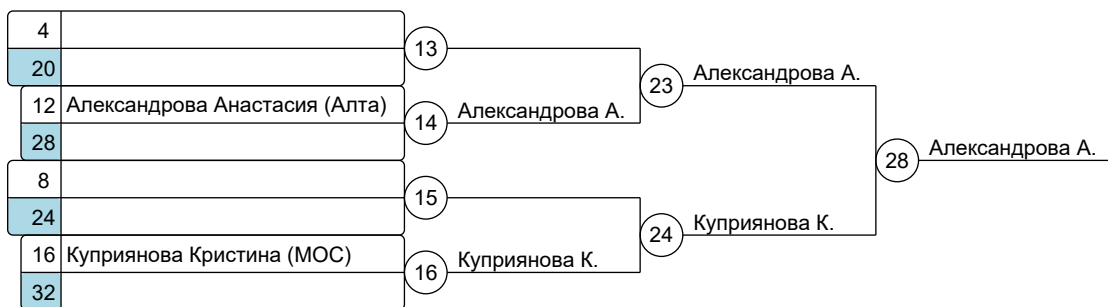 4
13
20
Александрова А.
23
12 Александрова Анастасия (Алта)
Александрова А.
14
28
Александрова А.
28
8
15
24
Куприянова К.
24
16 Куприянова Кристина (МОС)
Куприянова К.
16
32